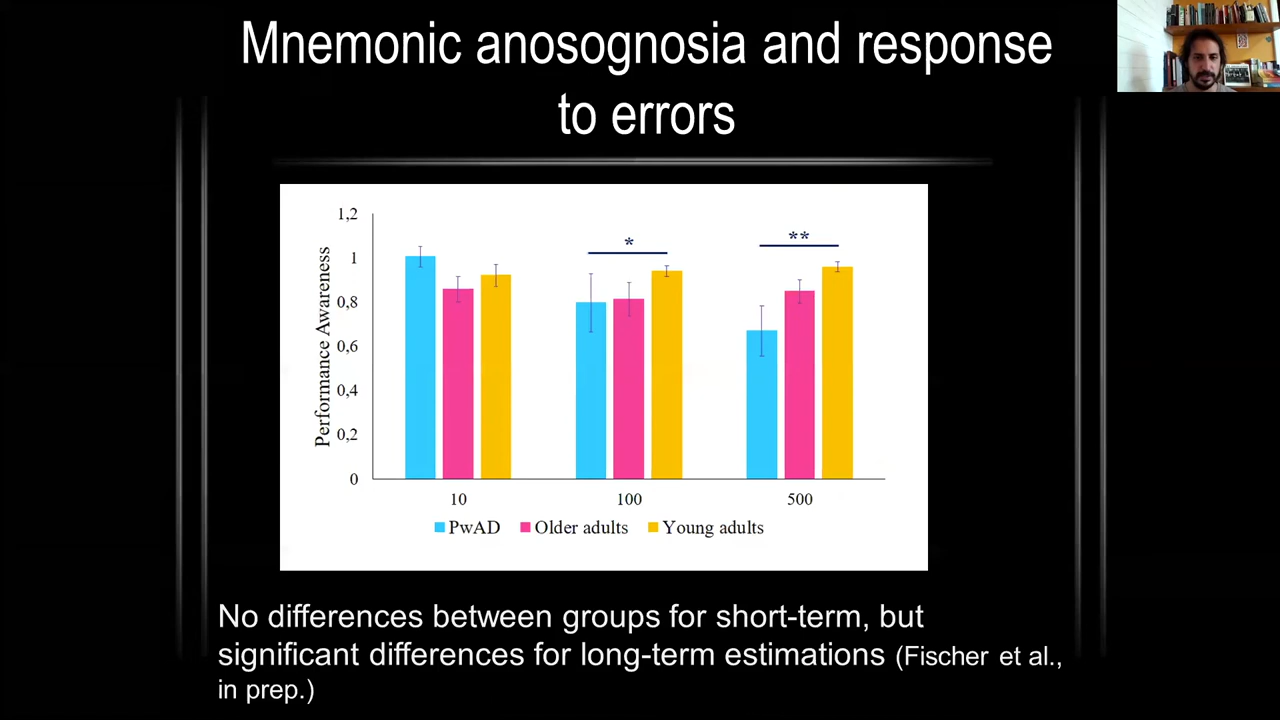 Mnemonic anosognosia and response
to errors
1,2
1
0,8
0,6
0,4
0,2
0
Performance Awareness
*
**
10 100 500
PwAD Older adults Young adults
No differences between groups for short-term, but
significant differences for long-term estimations (Fischer et al.,
in prep.)